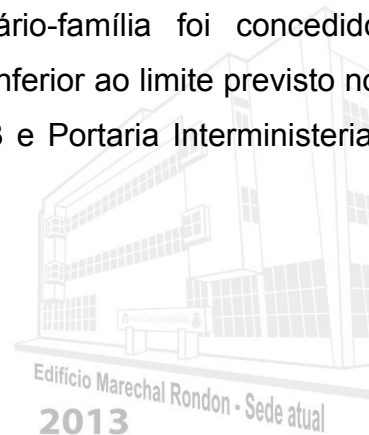 ário-família foi concedido
nferior ao limite previsto no
3 e Portaria Interministeria
Edifício Marechal Rondon - Sede atual
2013